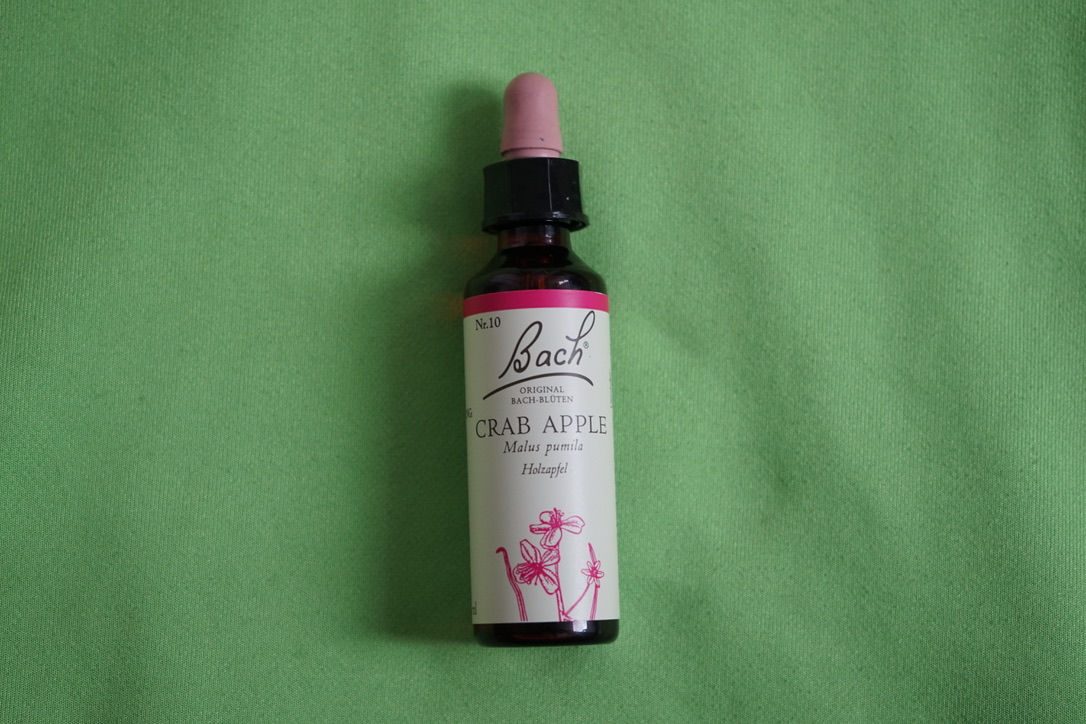 Nr.10
Bach®
ORIGINAL
BACH-BLÜTEN
CRAB APPLE
Malus pumila
Holzapfel